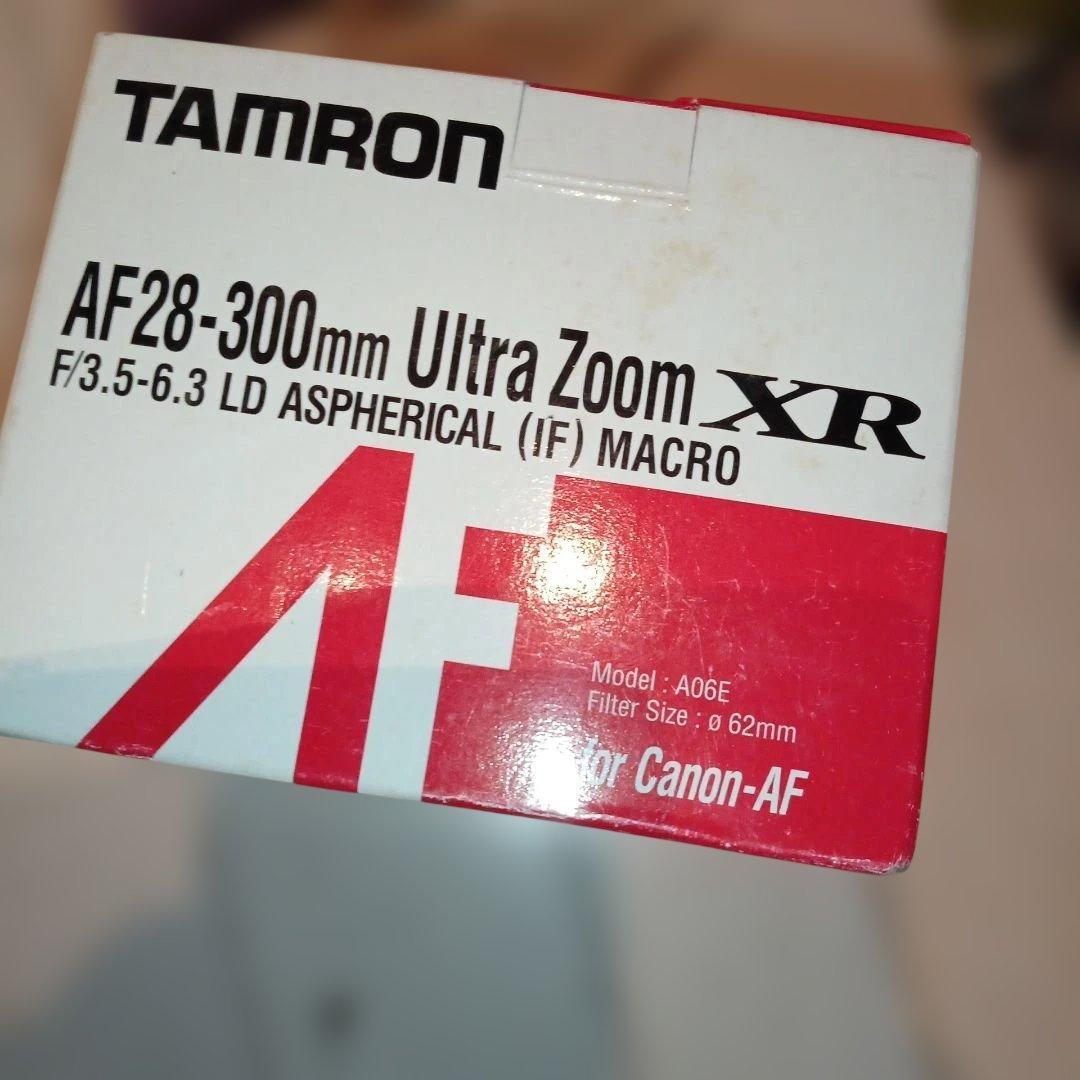 TAMRON
AF28-300mm Ultra Zoom XR
F/3.5-6.3 LD ASPHERICAL (IF) MACRO
AF
Model : A06E
Filter Size : ø 62mm
for Canon-AF